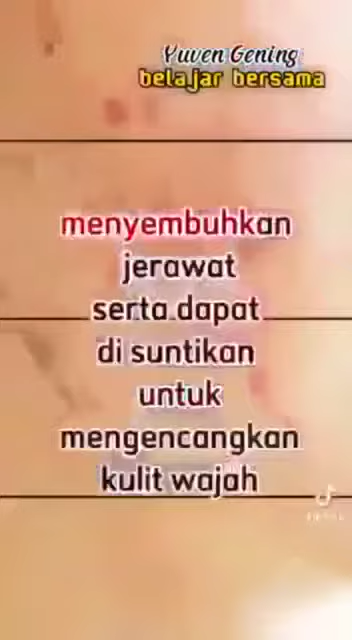 Yuven Gening
belajar bersama
menyembuhkan
jerawat
serta dapat
di suntikan
untuk
mengencangkan
kulit wajah